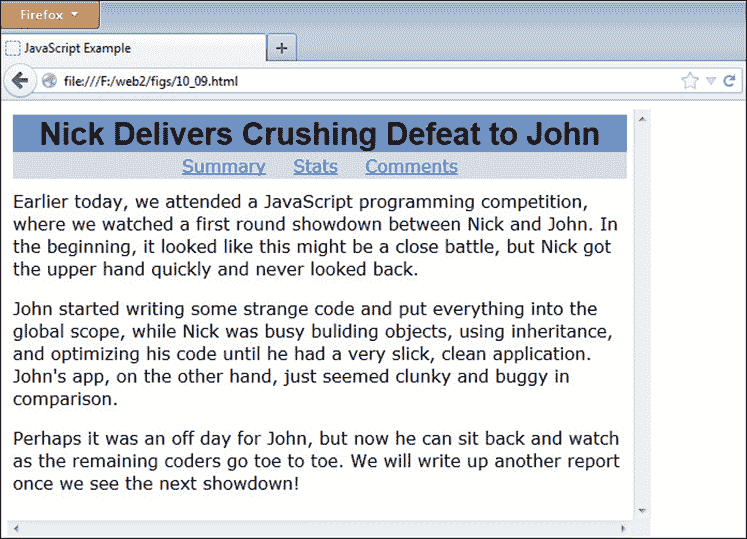 Firefox
JavaScript Example
file:///F:/web2/figs/10_09.html
Nick Delivers Crushing Defeat to John
Summary Stats Comments
Earlier today, we attended a JavaScript programming competition,
where we watched a first round showdown between Nick and John. In
the beginning, it looked like this might be a close battle, but Nick got
the upper hand quickly and never looked back.
John started writing some strange code and put everything into the
global scope, while Nick was busy buliding objects, using inheritance,
and optimizing his code until he had a very slick, clean application.
John's app, on the other hand, just seemed clunky and buggy in
comparison.
Perhaps it was an off day for John, but now he can sit back and watch
as the remaining coders go toe to toe. We will write up another report
once we see the next showdown!